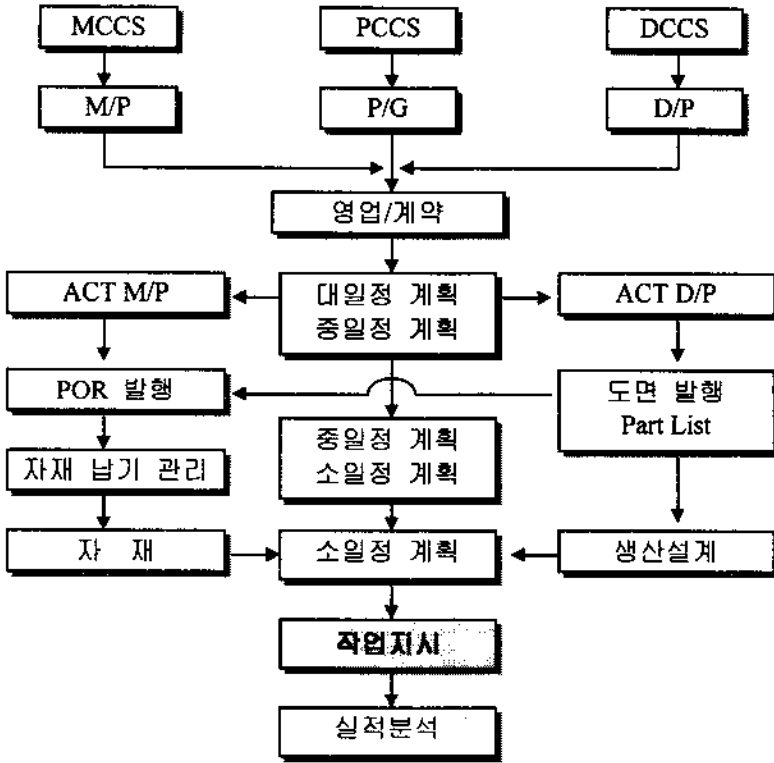 MCCS
PCCS
DCCS
M/P
P/G
D/P
영업/계약
ACT M/P
대일정 계획
중일정 계획
ACT D/P
POR 발행
도면 발행
Part List
중일정 계획
소일정 계획
자재 납기 관리
자 재
소일정 계획
생산설계
작업지시
실적분석